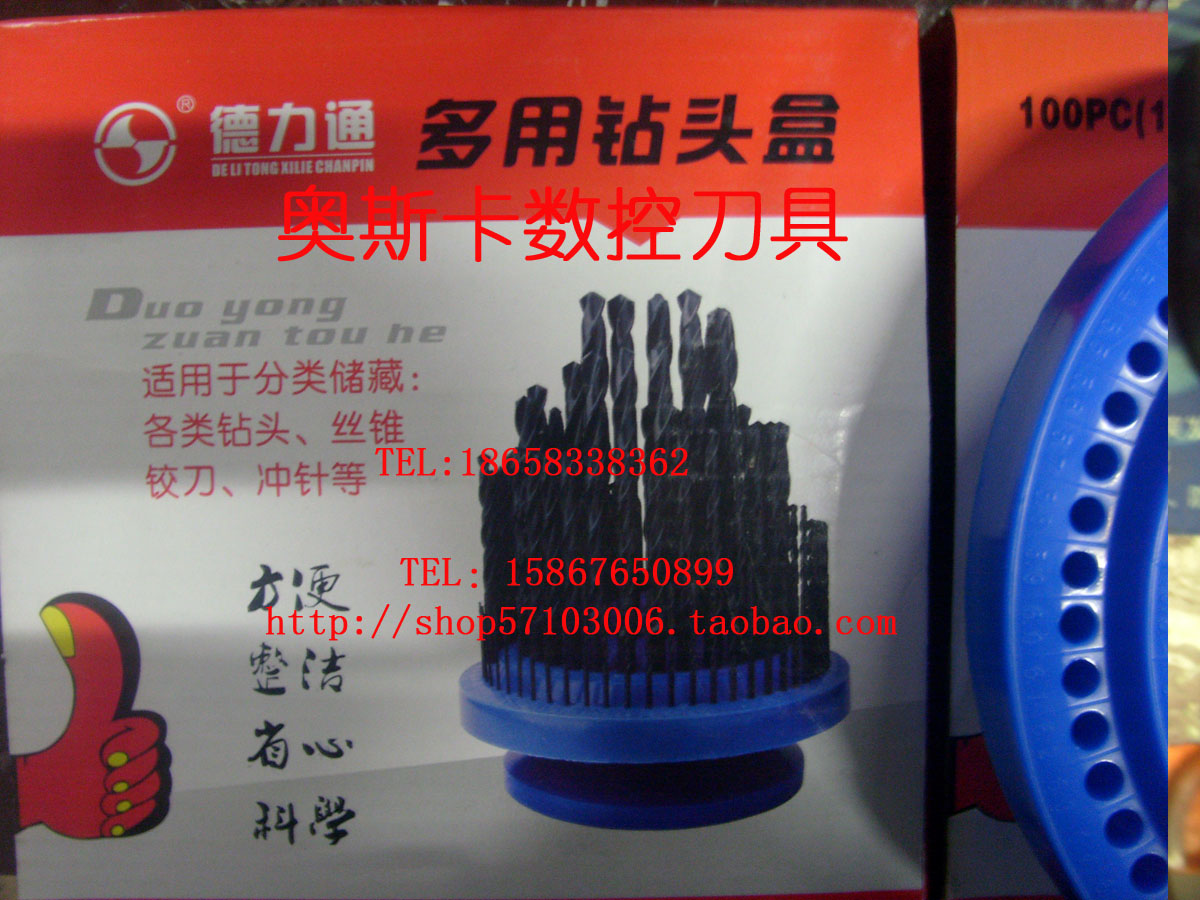 德力通®
DE LI TONG XILIE CHANPIN
多用钻头盒
100PC(1
奥斯卡数控刀具
Duo yong
zuan tou he
适用于分类储藏:
各类钻头、丝锥
铰刀、冲针等
TEL:18658338362
TEL: 15867650899
方便
http://shop57103006.taobao.com
整洁
省心
科學